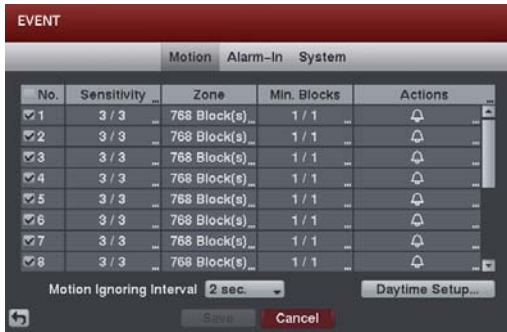 EVENT
Motion Alarm-In System
No. Sensitivity ... Zone Min. Blocks Actions ...
1 3 / 3 ... 768 Block(s)... 1 / 1 ... ...
2 3 / 3 ... 768 Block(s)... 1 / 1 ... ...
3 3 / 3 ... 768 Block(s)... 1 / 1 ... ...
4 3 / 3 ... 768 Block(s)... 1 / 1 ... ...
5 3 / 3 ... 768 Block(s)... 1 / 1 ... ...
6 3 / 3 ... 768 Block(s)... 1 / 1 ... ...
7 3 / 3 ... 768 Block(s)... 1 / 1 ... ...
8 3 / 3 ... 768 Block(s)... 1 / 1 ... ...
Motion Ignoring Interval 2 sec. Daytime Setup...
Save Cancel